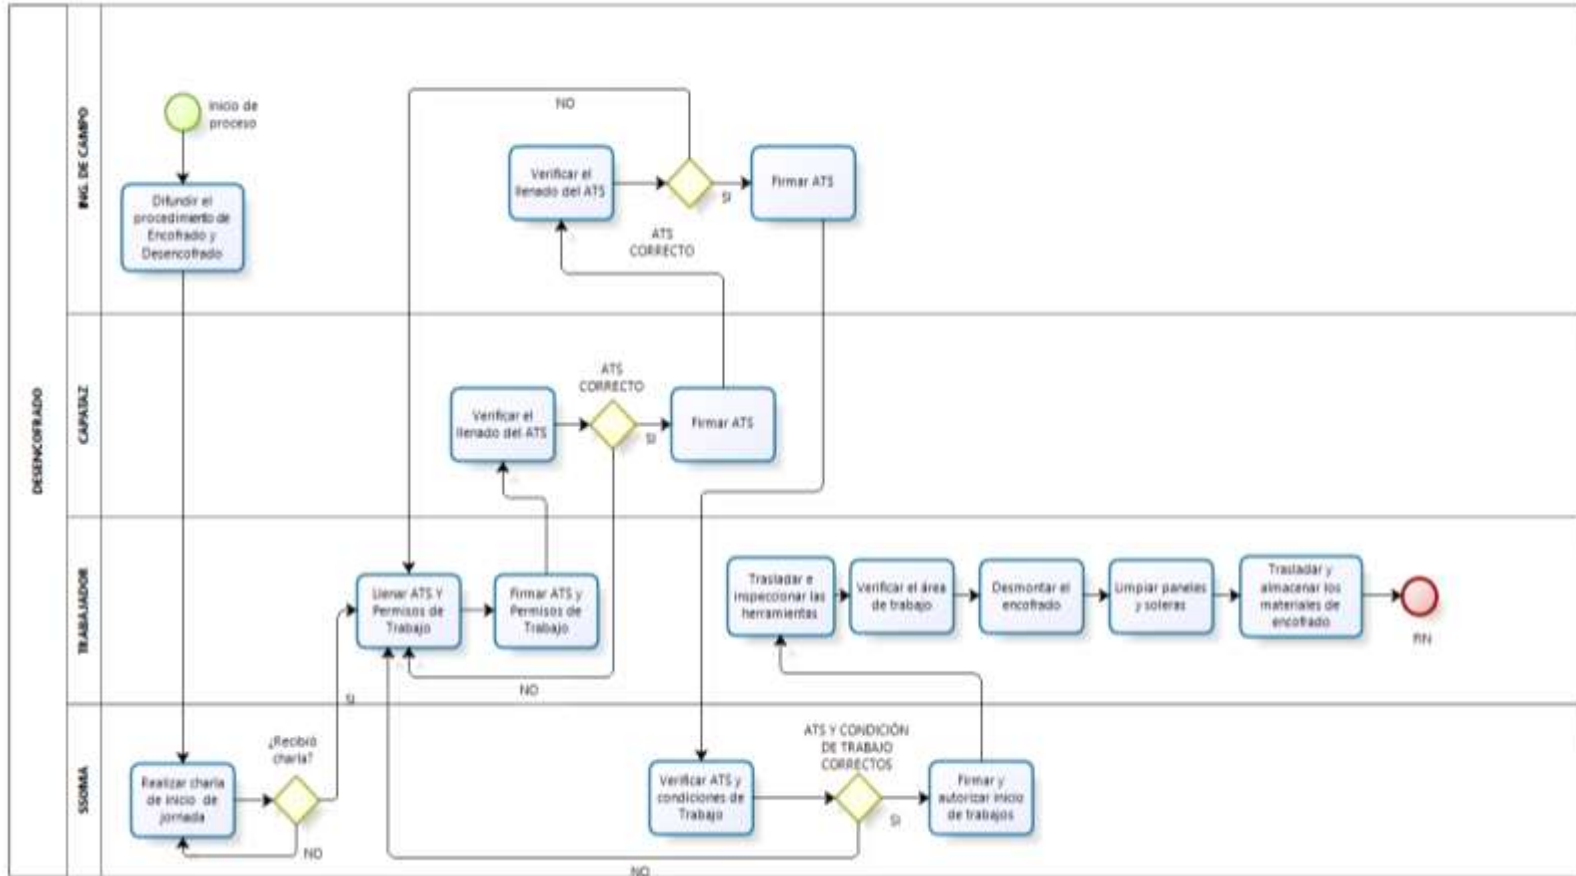 DESENCOFRADO
ING. DE CAMPO
Inicio de
proceso
Difundir el
procedimiento de
Encofrado y
Desencofrado
NO
Verificar el
llenado del ATS
SI
ATS
CORRECTO
Firmar ATS
CAPATAZ
Verificar el
llenado del ATS
ATS
CORRECTO
SI
Firmar ATS
TRABAJADOR
Llenar ATS Y
Permisos de
Trabajo
Firmar ATS y
Permisos de
Trabajo
NO
SI
Trasladar e
inspeccionar las
herramientas
Verificar el área
de trabajo
Desmontar el
encofrado
Limpiar paneles
y soleras
Trasladar y
almacenar los
materiales de
encofrado
FIN
SSOMA
Realizar charla
de inicio de
jornada
¿Recibió
charla?
NO
Verificar ATS y
condiciones de
Trabajo
ATS Y CONDICIÓN
DE TRABAJO
CORRECTOS
SI
NO
Firmar y
autorizar inicio
de trabajos